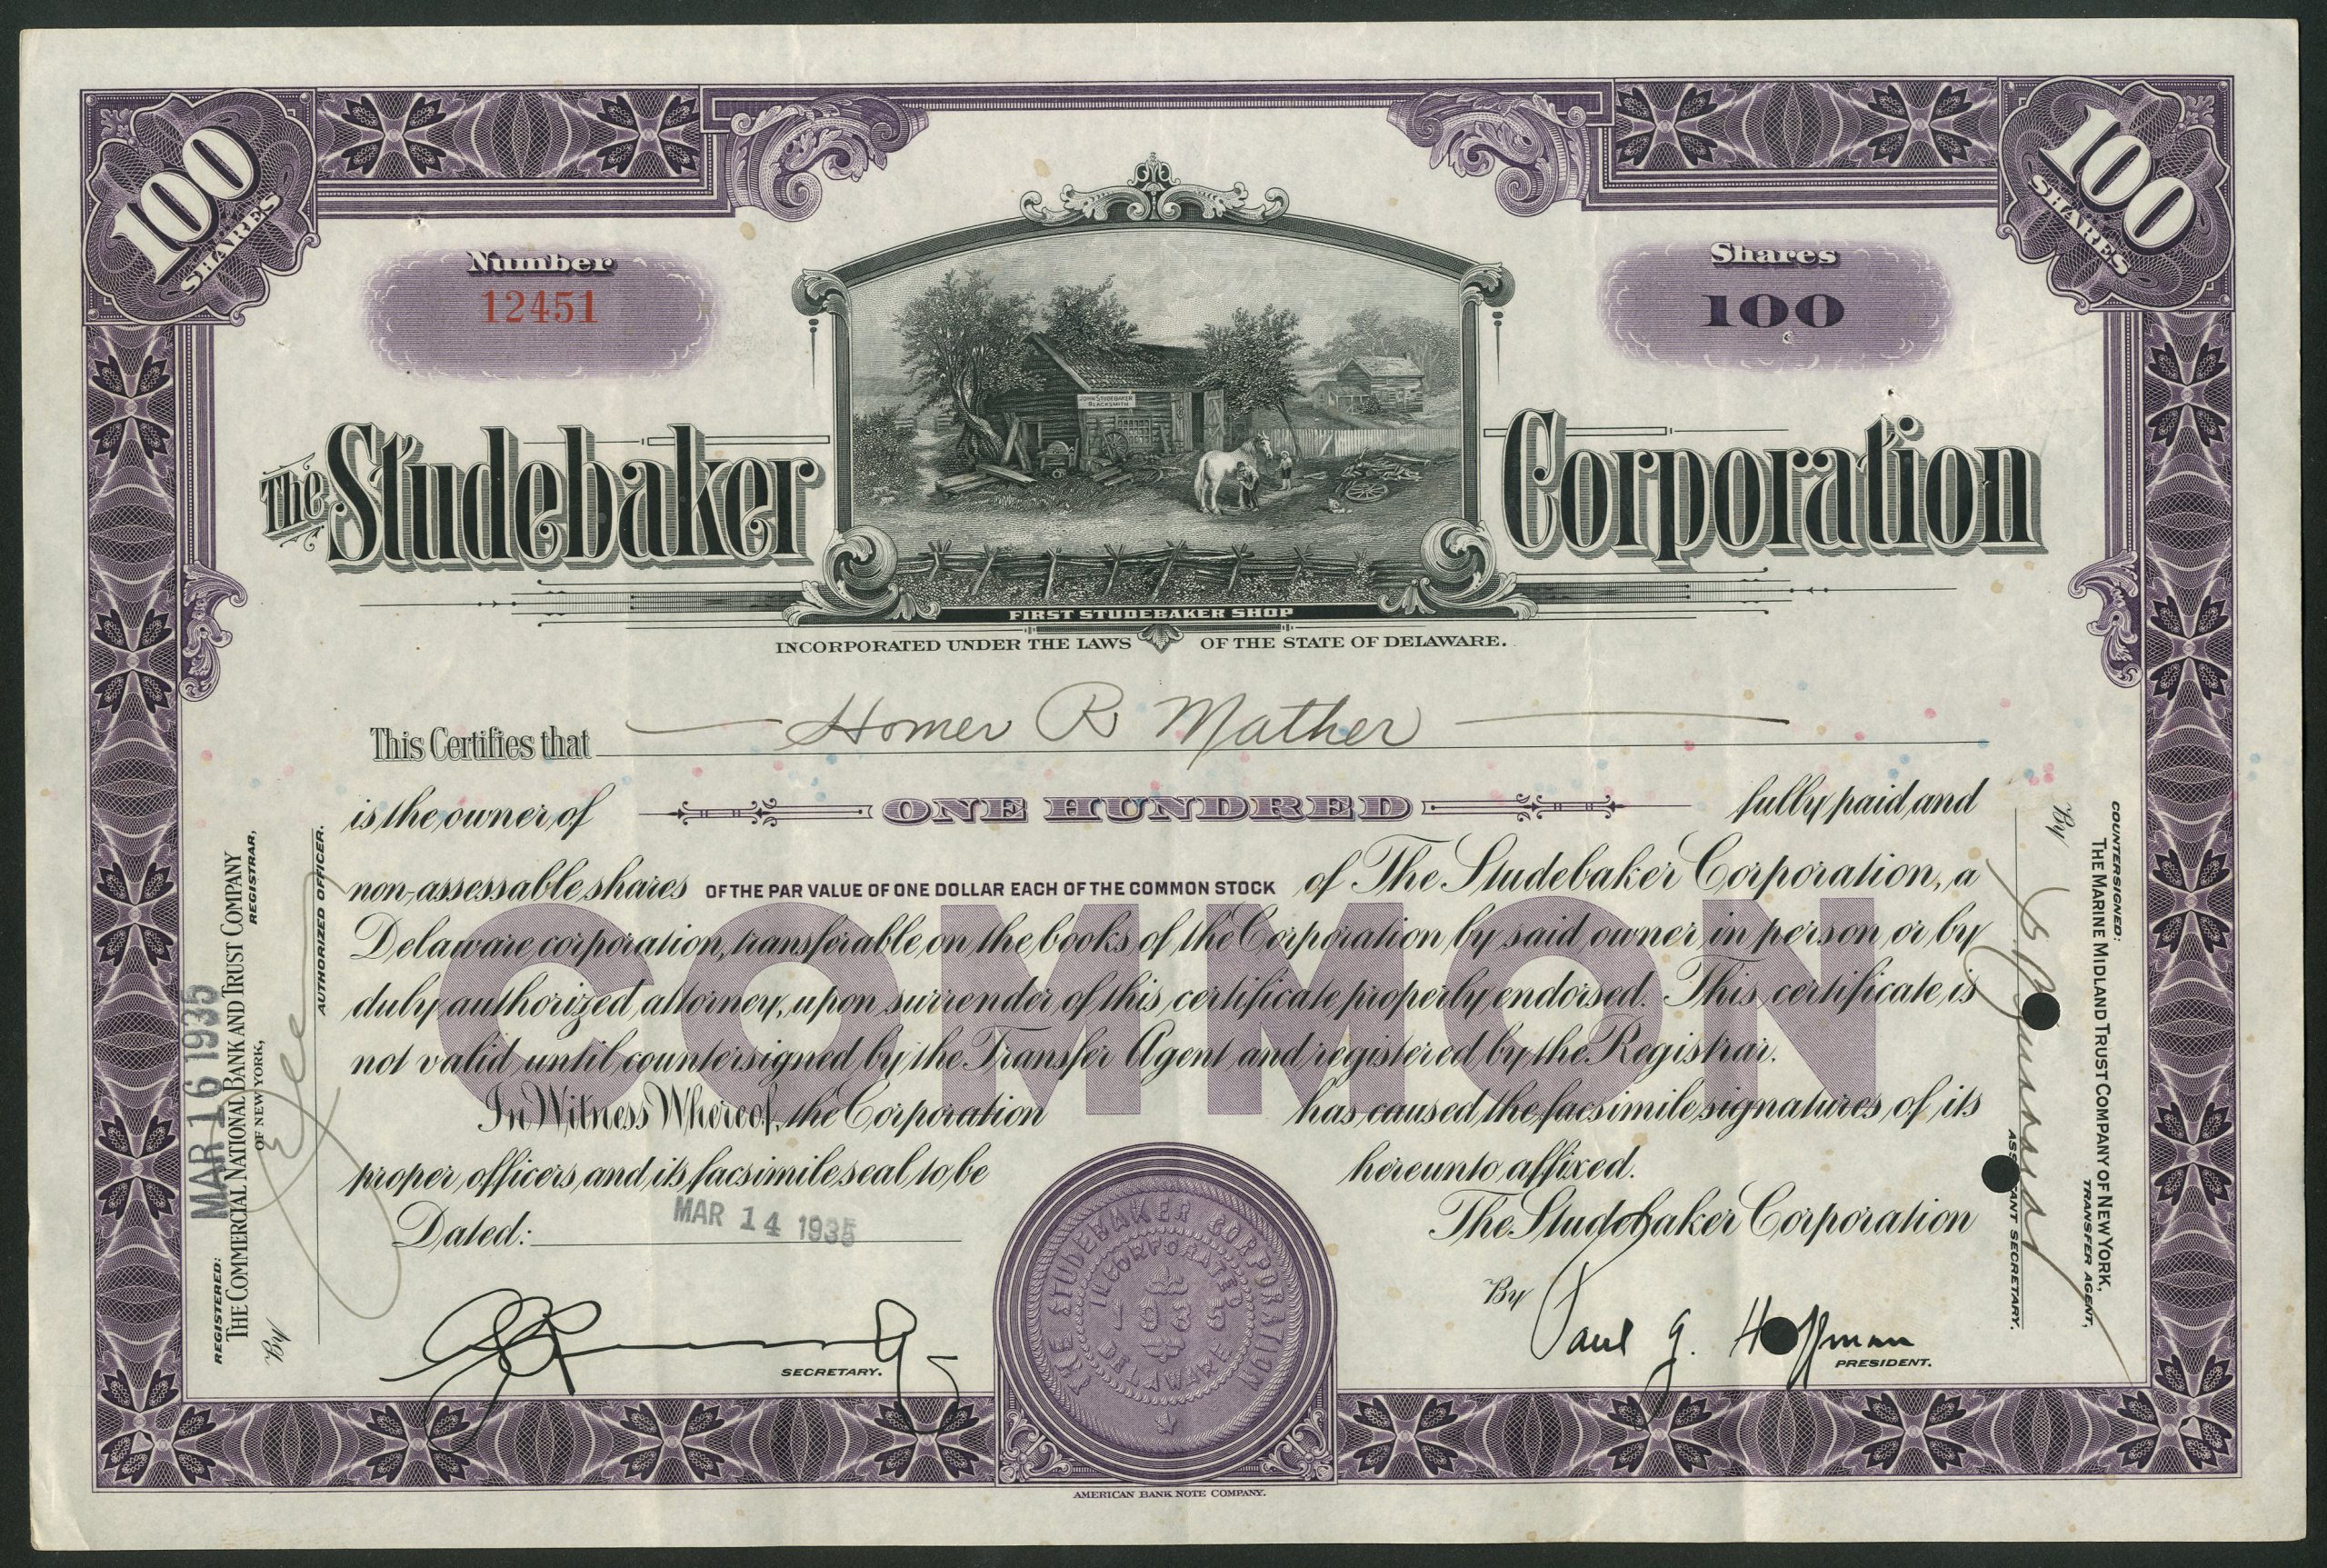 100
SHARES
100
SHARES
Number
12451
Shares
100
JOHN STUDEBAKER
BLACKSMITH
The Studebaker Corporation
FIRST STUDEBAKER SHOP
INCORPORATED UNDER THE LAWS OF THE STATE OF DELAWARE.
This Certifies that Homer R Mather
is the owner of ONE HUNDRED fully paid and
non-assessable shares OF THE PAR VALUE OF ONE DOLLAR EACH OF THE COMMON STOCK of The Studebaker Corporation, a
Delaware corporation, transferable on the books of the Corporation by said owner in person or by
duly authorized attorney, upon surrender of this certificate properly endorsed. This certificate is
not valid until countersigned by the Transfer Agent and registered by the Registrar.
COMMON
In Witness Whereof, the Corporation has caused the facsimile signatures of its
proper officers and its facsimile seal to be hereunto affixed.
Dated: MAR 14 1935
The Studebaker Corporation
By Paul G. Hoffman
PRESIDENT.
SECRETARY.
THE STUDEBAKER CORPORATION
INCORPORATED
1935
DELAWARE
AMERICAN BANK NOTE COMPANY.
MAR 16 1935
REGISTERED:
THE COMMERCIAL NATIONAL BANK AND TRUST COMPANY
OF NEW YORK,
REGISTRAR,
By
AUTHORIZED OFFICER.
COUNTERSIGNED:
THE MARINE MIDLAND TRUST COMPANY OF NEW YORK,
TRANSFER AGENT,
By
ASSISTANT SECRETARY.